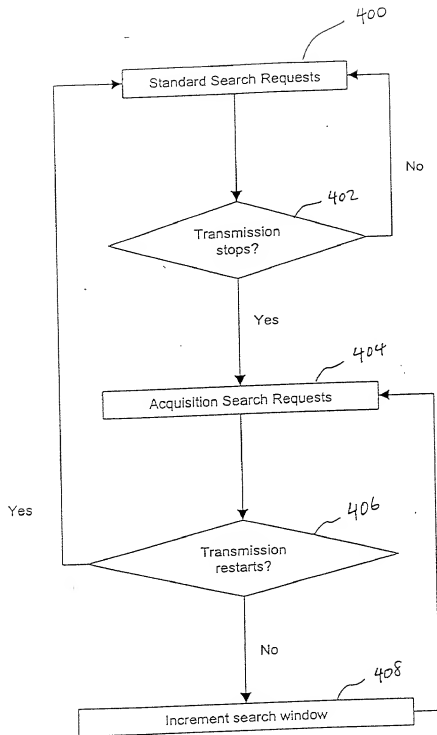 400
Standard Search Requests
No
402
Transmission
stops?
Yes
404
Acquisition Search Requests
Yes
406
Transmission
restarts?
No
408
Increment search window